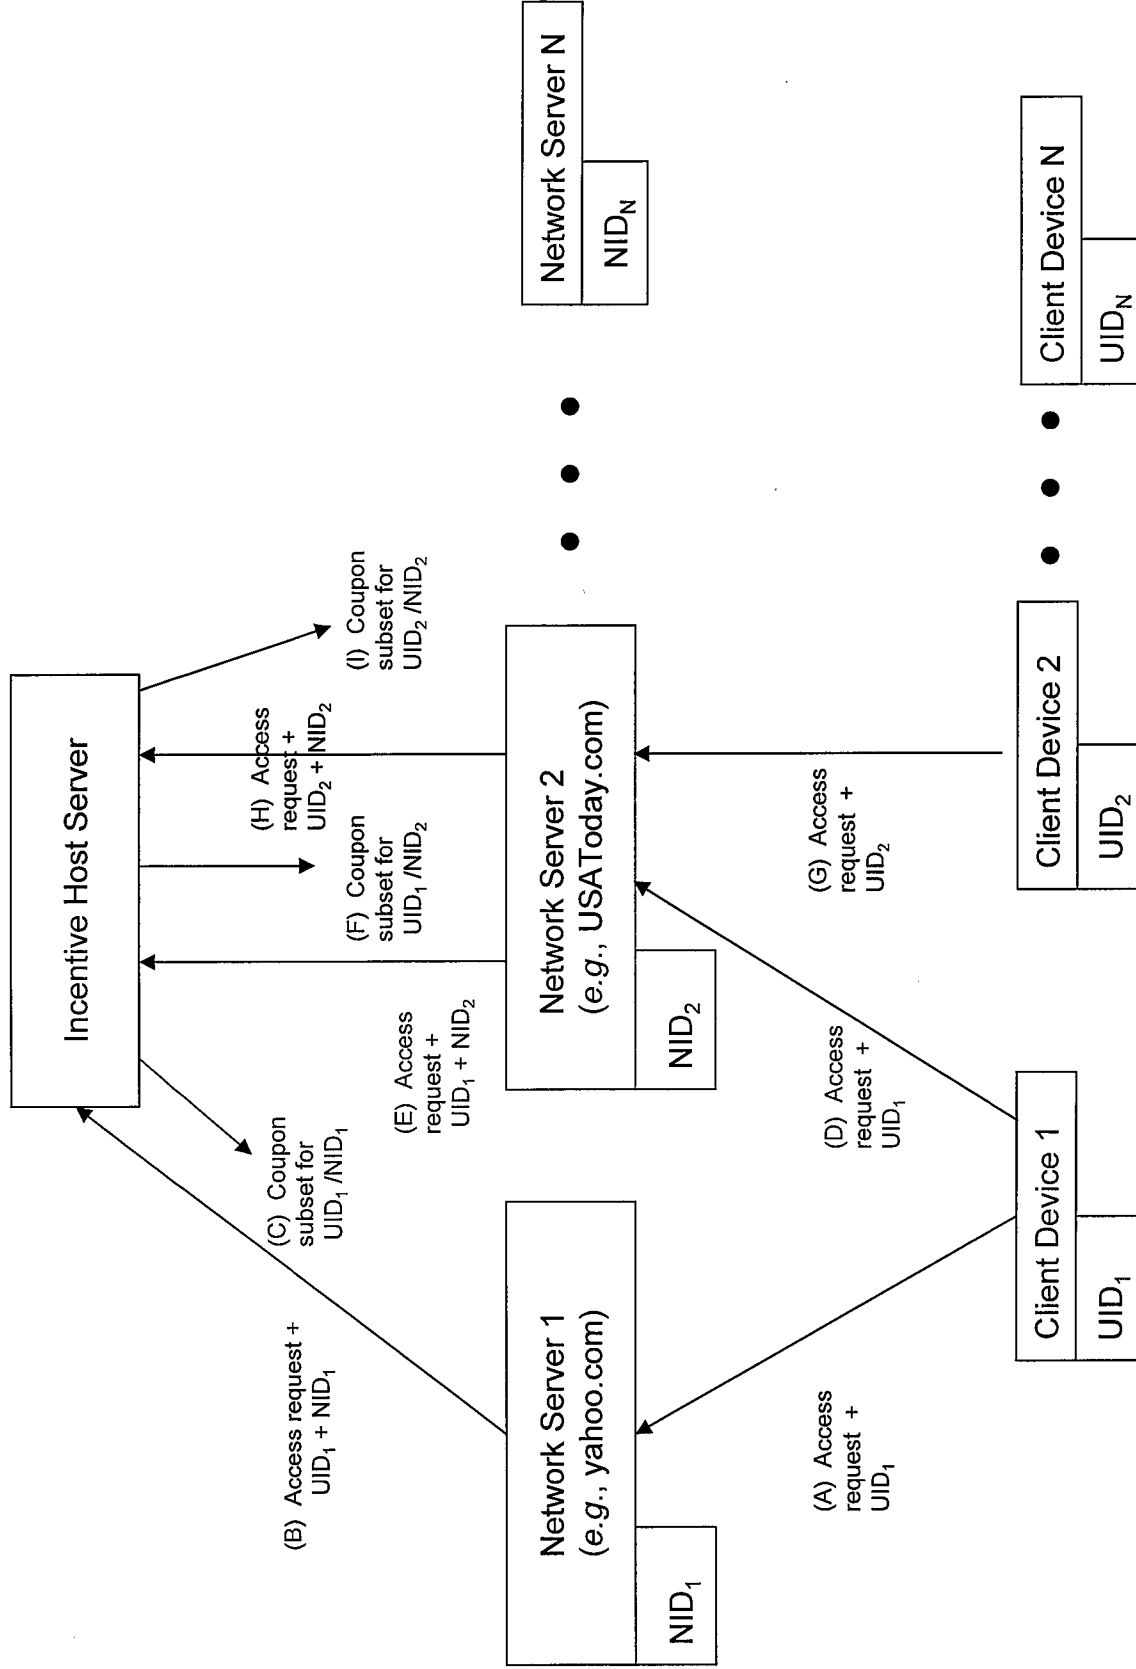 Incentive Host Server
(B) Access request +
UID₁ + NID₁
(C) Coupon
subset for
UID₁ /NID₁
(E) Access
request +
UID₁ + NID₂
(F) Coupon
subset for
UID₁ /NID₂
(H) Access
request +
UID₂ + NID₂
(I) Coupon
subset for
UID₂ /NID₂
Network Server 1
(e.g., yahoo.com)
NID₁
Network Server 2
(e.g., USAToday.com)
NID₂
Network Server N
NID_N
(A) Access
request +
UID₁
(D) Access
request +
UID₁
(G) Access
request +
UID₂
Client Device 1
UID₁
Client Device 2
UID₂
Client Device N
UID_N